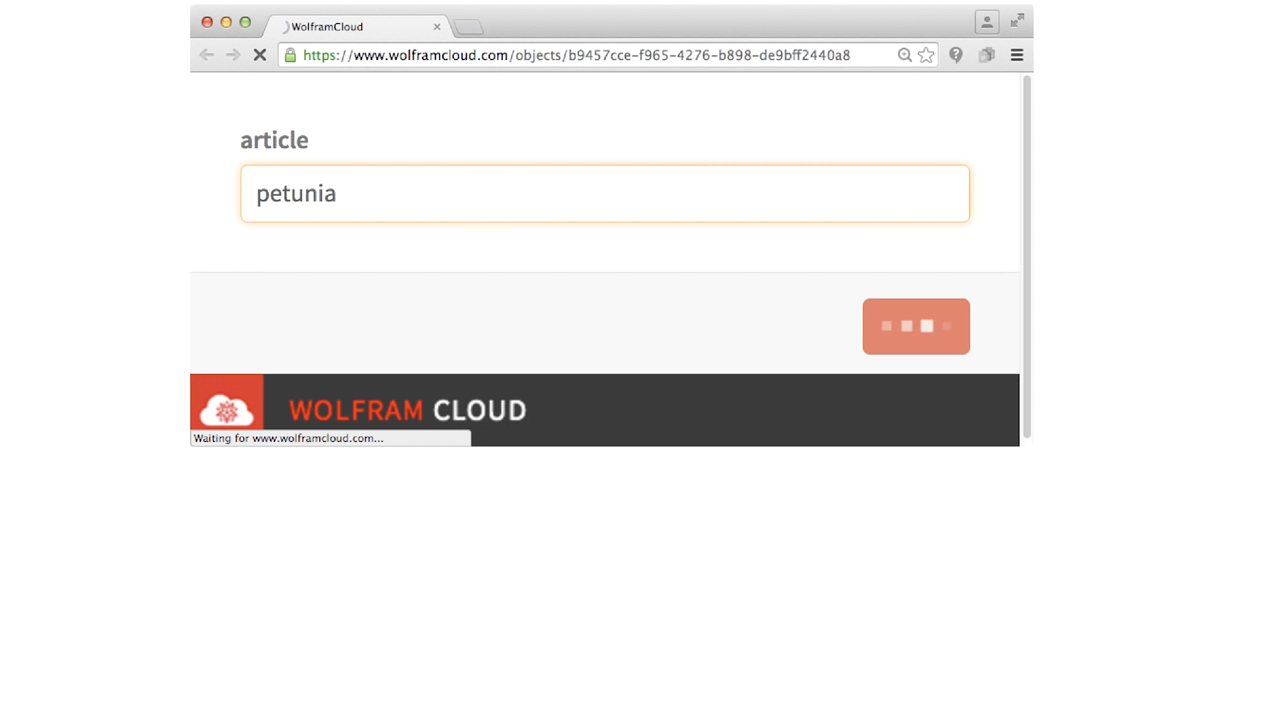 WolframCloud
https://www.wolframcloud.com/objects/b9457cce-f965-4276-b898-de9bff2440a8
article
petunia
WOLFRAM CLOUD
Waiting for www.wolframcloud.com...